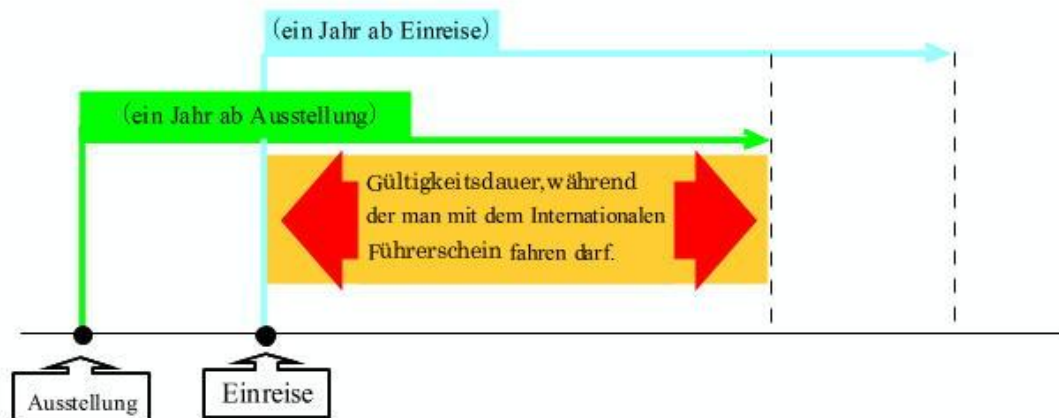 (ein Jahr ab Einreise)
(ein Jahr ab Ausstellung)
Gültigkeitsdauer,während
der man mit dem Internationalen
Führerschein fahren darf.
Ausstellung
Einreise